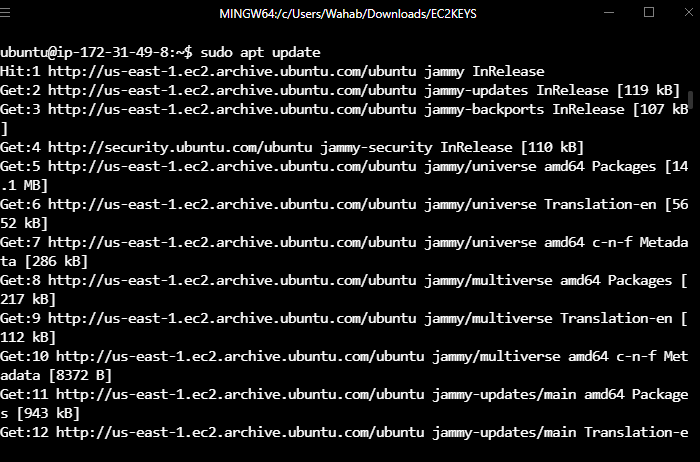 MINGW64:/c/Users/Wahab/Downloads/EC2KEYS
ubuntu@ip-172-31-49-8:~$ sudo apt update
Hit:1 http://us-east-1.ec2.archive.ubuntu.com/ubuntu jammy InRelease
Get:2 http://us-east-1.ec2.archive.ubuntu.com/ubuntu jammy-updates InRelease [119 kB]
Get:3 http://us-east-1.ec2.archive.ubuntu.com/ubuntu jammy-backports InRelease [107 kB
]
Get:4 http://security.ubuntu.com/ubuntu jammy-security InRelease [110 kB]
Get:5 http://us-east-1.ec2.archive.ubuntu.com/ubuntu jammy/universe amd64 Packages [14
.1 MB]
Get:6 http://us-east-1.ec2.archive.ubuntu.com/ubuntu jammy/universe Translation-en [56
52 kB]
Get:7 http://us-east-1.ec2.archive.ubuntu.com/ubuntu jammy/universe amd64 c-n-f Metada
ta [286 kB]
Get:8 http://us-east-1.ec2.archive.ubuntu.com/ubuntu jammy/multiverse amd64 Packages [
217 kB]
Get:9 http://us-east-1.ec2.archive.ubuntu.com/ubuntu jammy/multiverse Translation-en [
112 kB]
Get:10 http://us-east-1.ec2.archive.ubuntu.com/ubuntu jammy/multiverse amd64 c-n-f Met
adata [8372 B]
Get:11 http://us-east-1.ec2.archive.ubuntu.com/ubuntu jammy-updates/main amd64 Package
s [943 kB]
Get:12 http://us-east-1.ec2.archive.ubuntu.com/ubuntu jammy-updates/main Translation-e